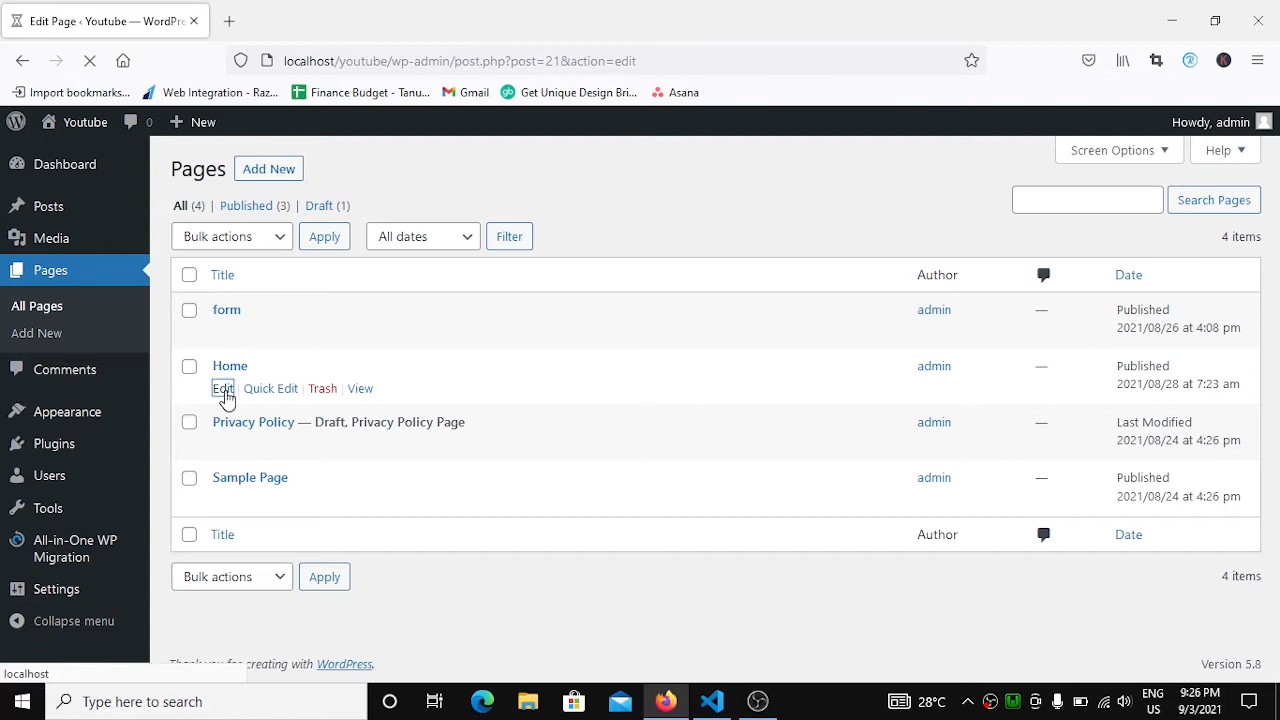 Edit Page ‹ Youtube — WordPre
localhost/youtube/wp-admin/post.php?post=21&action=edit
Import bookmarks... Web Integration - Raz... Finance Budget - Tanu... Gmail Get Unique Design Bri... Asana
Youtube 0 New Howdy, admin
Dashboard
Posts
Media
Pages
All Pages
Add New
Comments
Appearance
Plugins
Users
Tools
All-in-One WP
Migration
Settings
Collapse menu
Screen Options Help
Pages Add New
All (4) | Published (3) | Draft (1)
Search Pages
Bulk actions Apply All dates Filter 4 items
Title Author Date
form admin — Published
2021/08/26 at 4:08 pm
Home admin — Published
Edit | Quick Edit | Trash | View 2021/08/28 at 7:23 am
Privacy Policy — Draft, Privacy Policy Page admin — Last Modified
2021/08/24 at 4:26 pm
Sample Page admin — Published
2021/08/24 at 4:26 pm
Title Author Date
Bulk actions Apply 4 items
Thank you for creating with WordPress. Version 5.8
localhost
Type here to search 28°C ENG 9:26 PM
US 9/3/2021